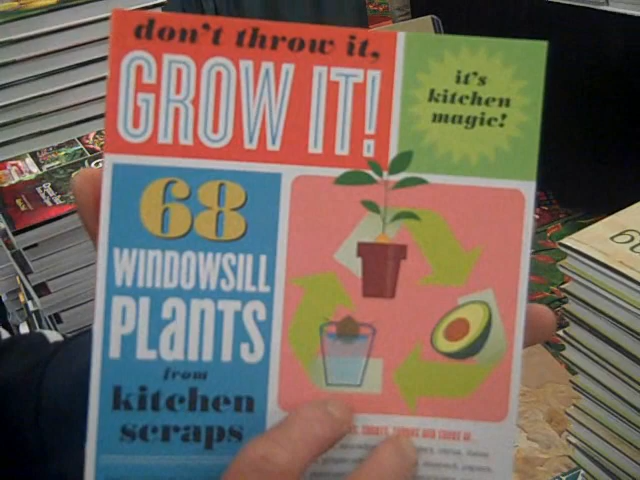 don't throw it,
GROW IT!
it's
kitchen
magic!
68
WINDOWSILL
PLANTS
from
kitchen
scraps